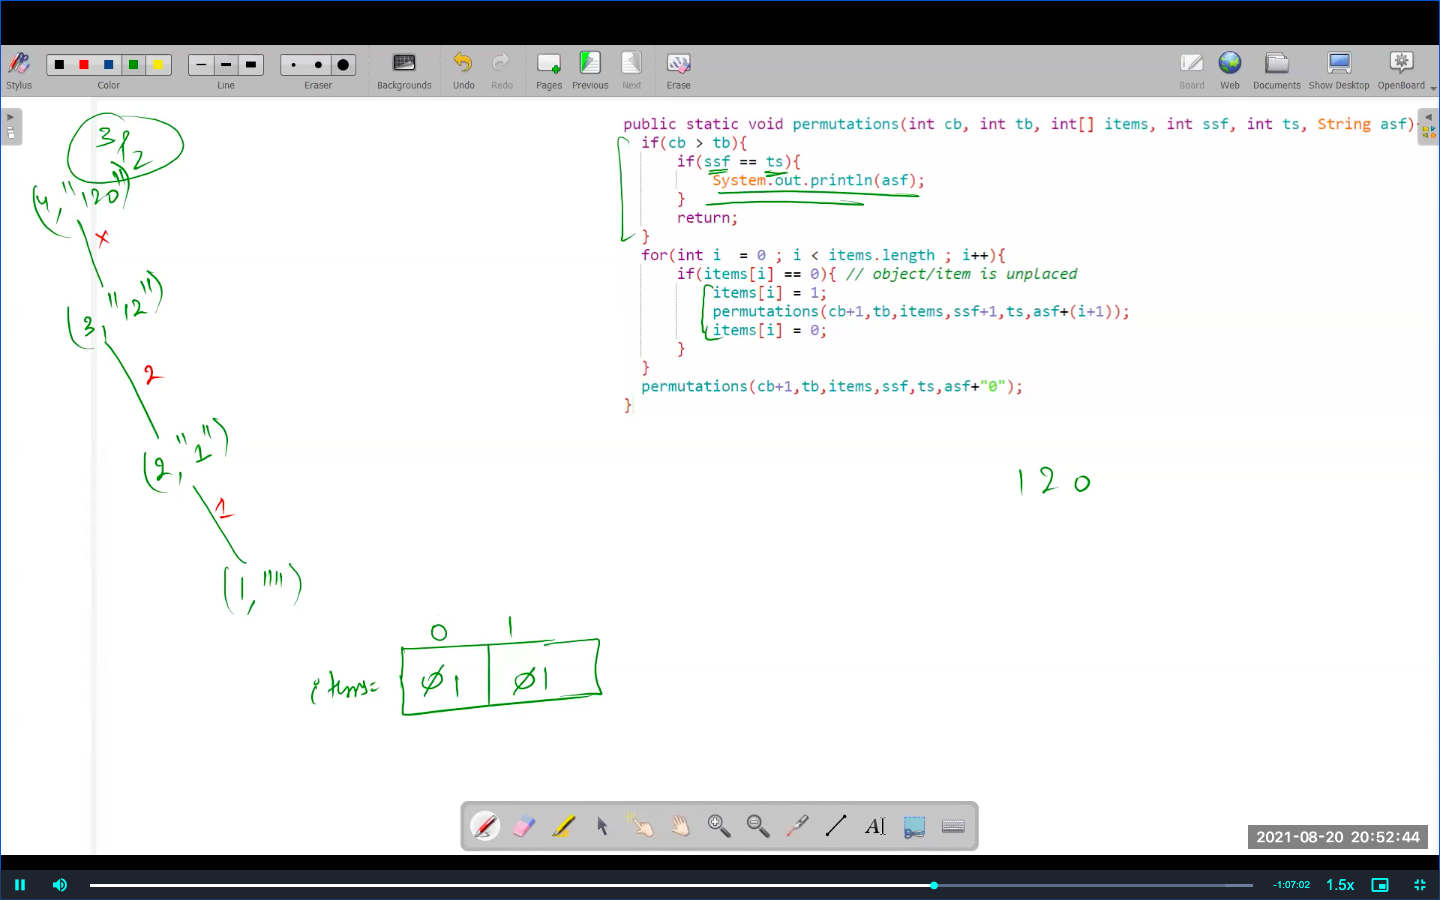 Stylus
Color
Line
Eraser
Backgrounds
Undo
Redo
Pages
Previous
Next
Erase
Board
Web
Documents
Show Desktop
OpenBoard
3P2
(4, "120")
x
(3, "12")
2
(2, "1")
1
(1, "")
public static void permutations(int cb, int tb, int[] items, int ssf, int ts, String asf)
if(cb > tb){
if(ssf == ts){
System.out.println(asf);
}
return;
}
for(int i = 0 ; i < items.length ; i++){
if(items[i] == 0){ // object/item is unplaced
items[i] = 1;
permutations(cb+1,tb,items,ssf+1,ts,asf+(i+1));
items[i] = 0;
}
}
permutations(cb+1,tb,items,ssf,ts,asf+"0");
}
1 2 0
0 1
items= 0 1 0 1
2021-08-20 20:52:44
-1:07:02
1.5x